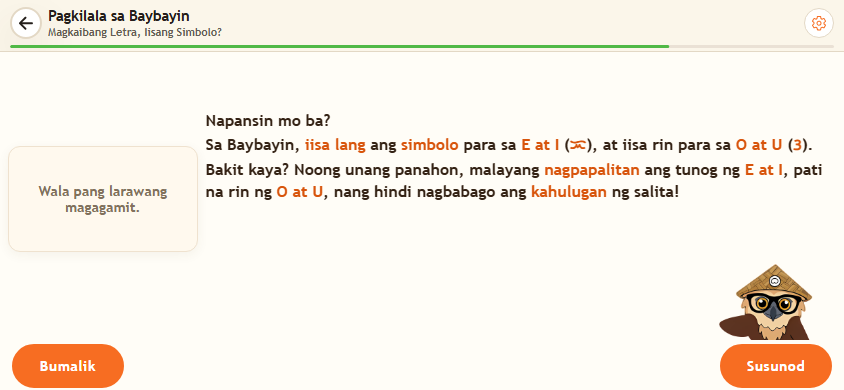 Pagkilala sa Baybayin
Magkaibang Letra, Iisang Simbolo?
Napansin mo ba?
Sa Baybayin, iisa lang ang simbolo para sa E at I (ᜁ), at iisa rin para sa O at U (ᜂ).
Bakit kaya? Noong unang panahon, malayang nagpapalitan ang tunog ng E at I, pati
na rin ng O at U, nang hindi nagbabago ang kahulugan ng salita!
Wala pang larawang
magagamit.
Bumalik
Susunod